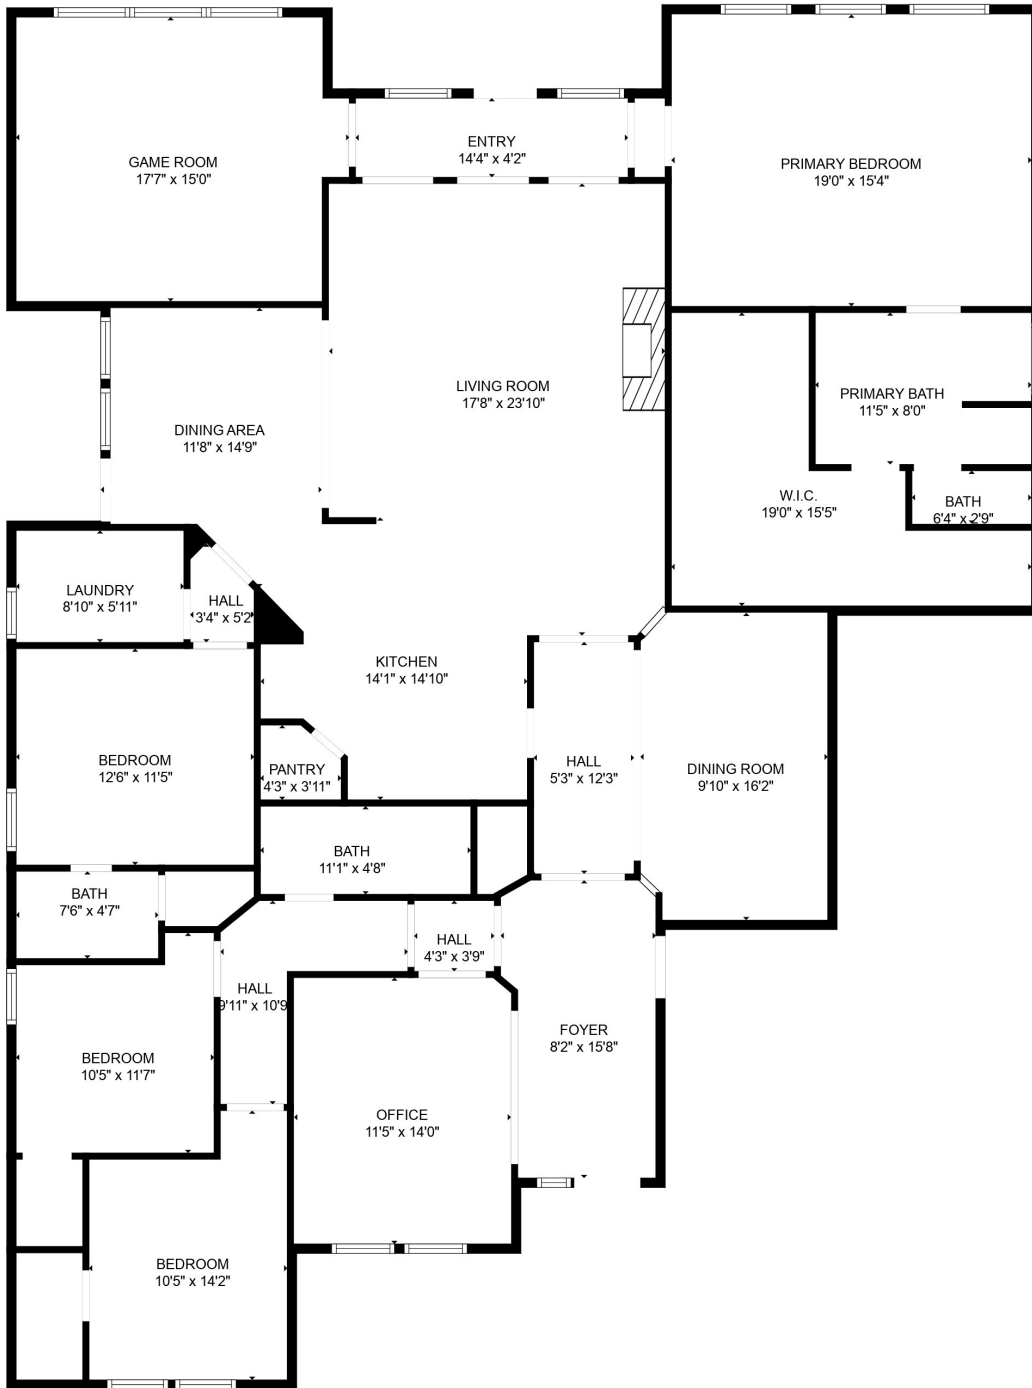 GAME ROOM
17'7" x 15'0"
ENTRY
14'4" x 4'2"
PRIMARY BEDROOM
19'0" x 15'4"
LIVING ROOM
17'8" x 23'10"
PRIMARY BATH
11'5" x 8'0"
DINING AREA
11'8" x 14'9"
W.I.C.
19'0" x 15'5"
BATH
6'4" x 2'9"
LAUNDRY
8'10" x 5'11"
HALL
3'4" x 5'2
KITCHEN
14'1" x 14'10"
BEDROOM
12'6" x 11'5"
PANTRY
4'3" x 3'11"
HALL
5'3" x 12'3"
DINING ROOM
9'10" x 16'2"
BATH
11'1" x 4'8"
BATH
7'6" x 4'7"
HALL
4'3" x 3'9"
HALL
9'11" x 10'9
FOYER
8'2" x 15'8"
BEDROOM
10'5" x 11'7"
OFFICE
11'5" x 14'0"
BEDROOM
10'5" x 14'2"